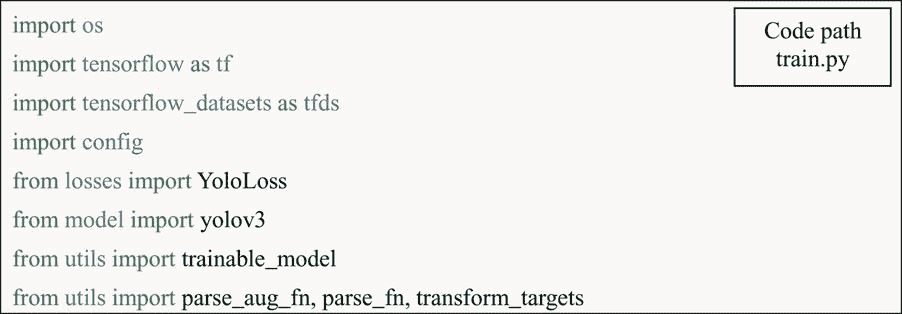 import os
import tensorflow as tf
import tensorflow_datasets as tfds
import config
from losses import YoloLoss
from model import yolov3
from utils import trainable_model
from utils import parse_aug_fn, parse_fn, transform_targets
Code path
train.py